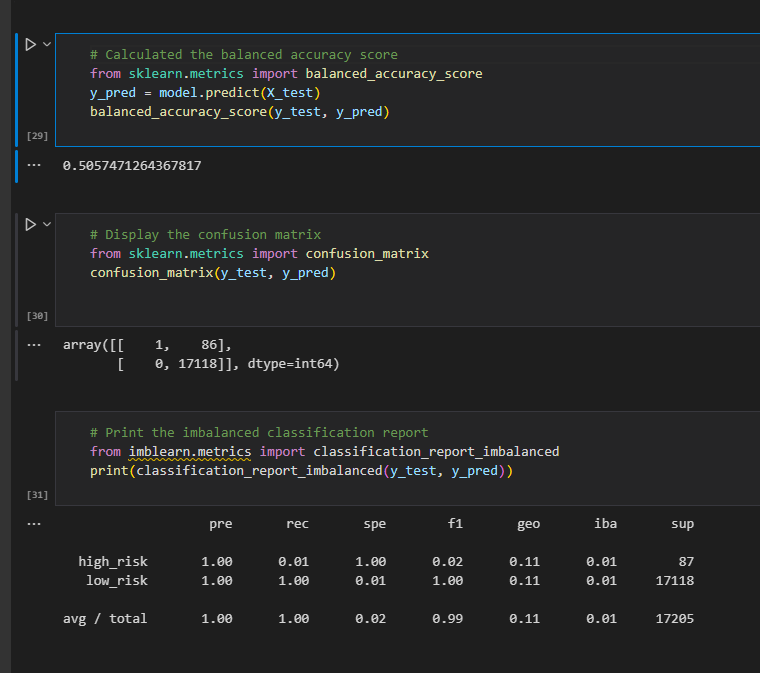 # Calculated the balanced accuracy score
from sklearn.metrics import balanced_accuracy_score
y_pred = model.predict(X_test)
balanced_accuracy_score(y_test, y_pred)
[29]
... 0.5057471264367817
# Display the confusion matrix
from sklearn.metrics import confusion_matrix
confusion_matrix(y_test, y_pred)
[30]
... array([[    1,    86],
       [    0, 17118]], dtype=int64)
# Print the imbalanced classification report
from imblearn.metrics import classification_report_imbalanced
print(classification_report_imbalanced(y_test, y_pred))
[31]
... pre rec spe f1 geo iba sup
high_risk 1.00 0.01 1.00 0.02 0.11 0.01 87
low_risk 1.00 1.00 0.01 1.00 0.11 0.01 17118
avg / total 1.00 1.00 0.02 0.99 0.11 0.01 17205